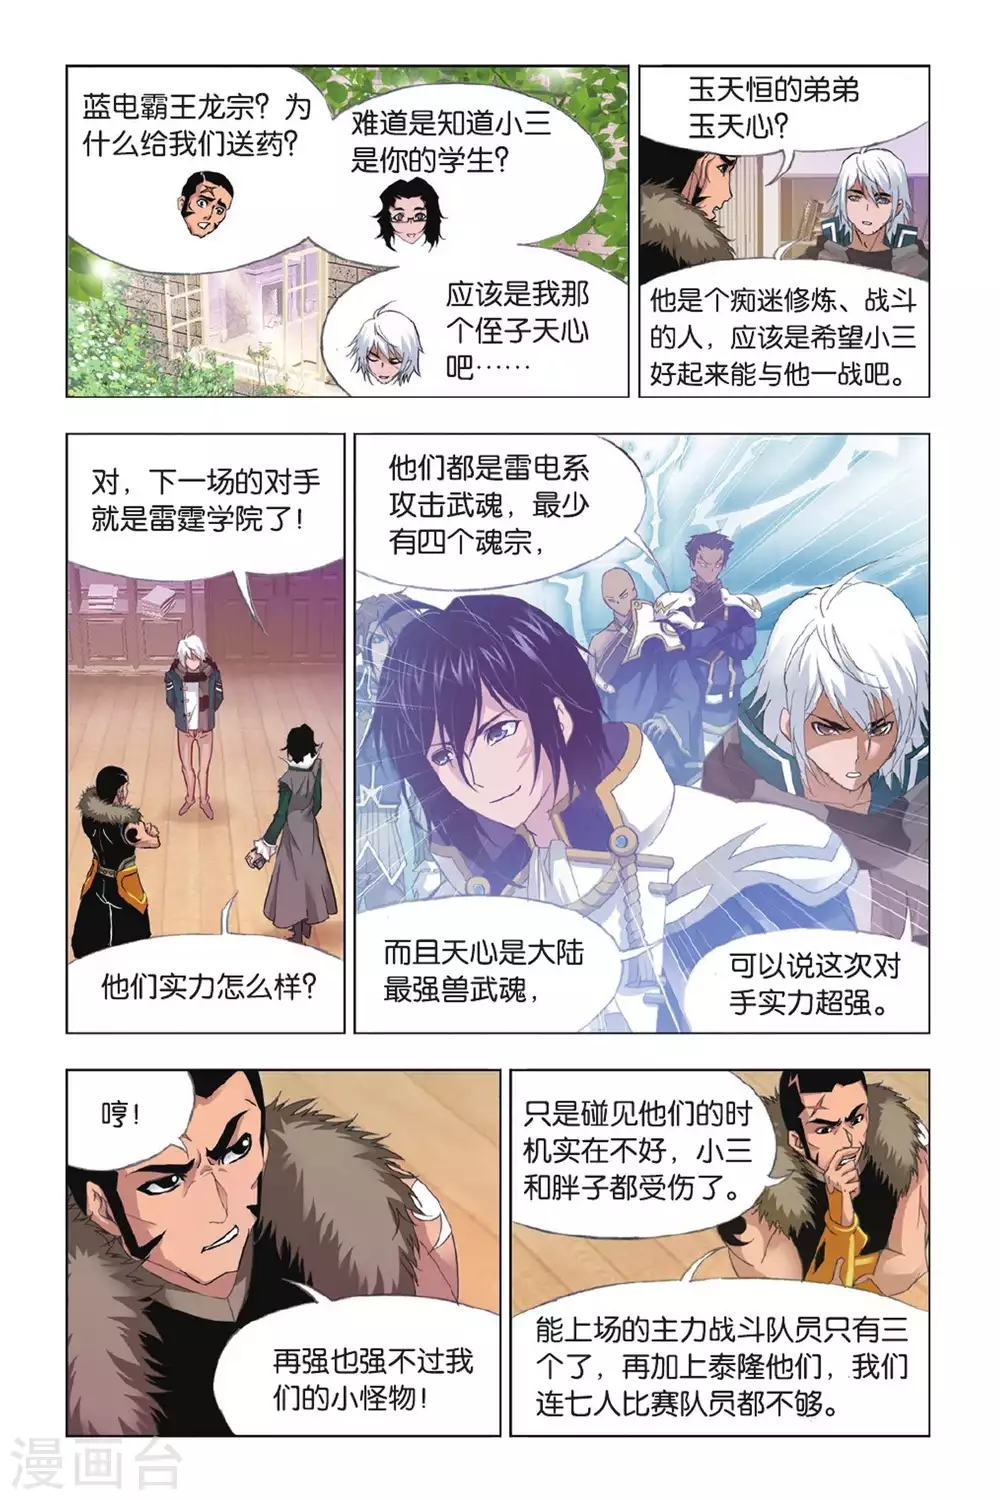 蓝电霸王龙宗？为
什么给我们送药？
难道是知道小三
是你的学生？
应该是我那
个侄子天心
吧……
玉天恒的弟弟
玉天心？
他是个痴迷修炼、战斗
的人，应该是希望小三
好起来能与他一战吧。
对，下一场的对手
就是雷霆学院了！
他们实力怎么样？
他们都是雷电系
攻击武魂，最少
有四个魂宗，
而且天心是大陆
最强兽武魂，
可以说这次对
手实力超强。
哼！
再强也强不过我
们的小怪物！
只是碰见他们的时
机实在不好，小三
和胖子都受伤了。
能上场的主力战斗队员只有三
个了，再加上泰隆他们，我们
连七人比赛队员都不够。
漫画台